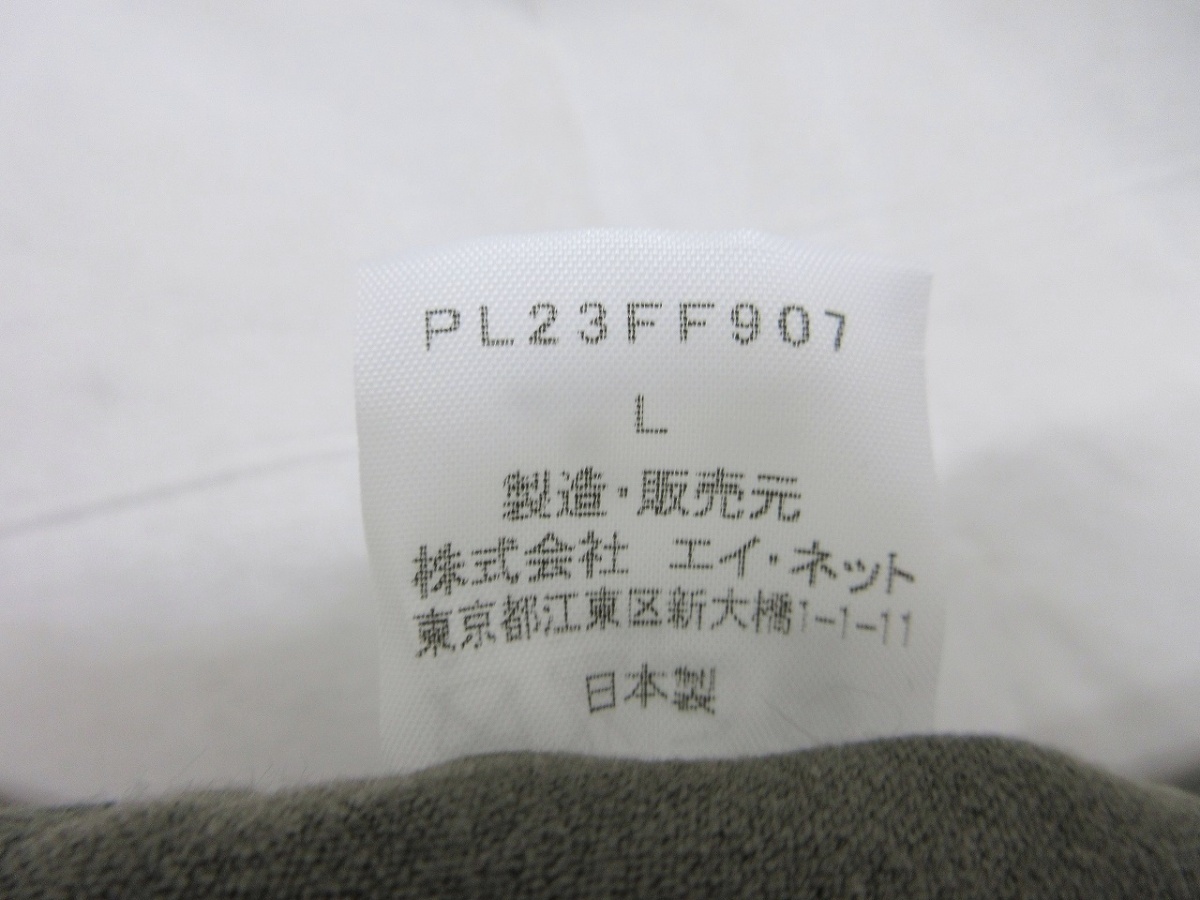 PL23FF907
L
製造・販売元
株式会社 エイ・ネット
東京都江東区新大橋1-1-11
日本製